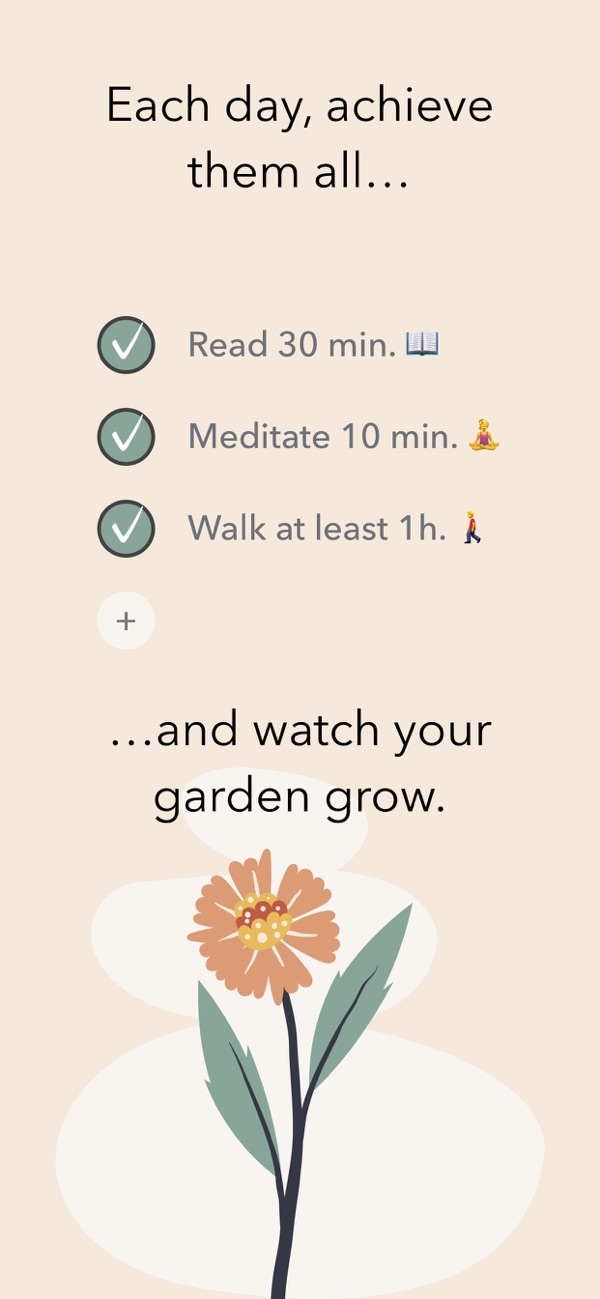 Each day, achieve
them all…
Read 30 min. 📖
Meditate 10 min. 🧘
Walk at least 1h. 🚶
+
…and watch your
garden grow.